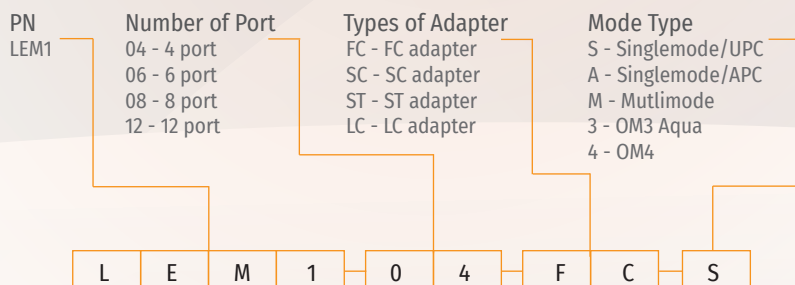 PN
LEM1
Number of Port
04 - 4 port
06 - 6 port
08 - 8 port
12 - 12 port
Types of Adapter
FC - FC adapter
SC - SC adapter
ST - ST adapter
LC - LC adapter
Mode Type
S - Singlemode/UPC
A - Singlemode/APC
M - Mutlimode
3 - OM3 Aqua
4 - OM4
L E M 1 0 4 F C S